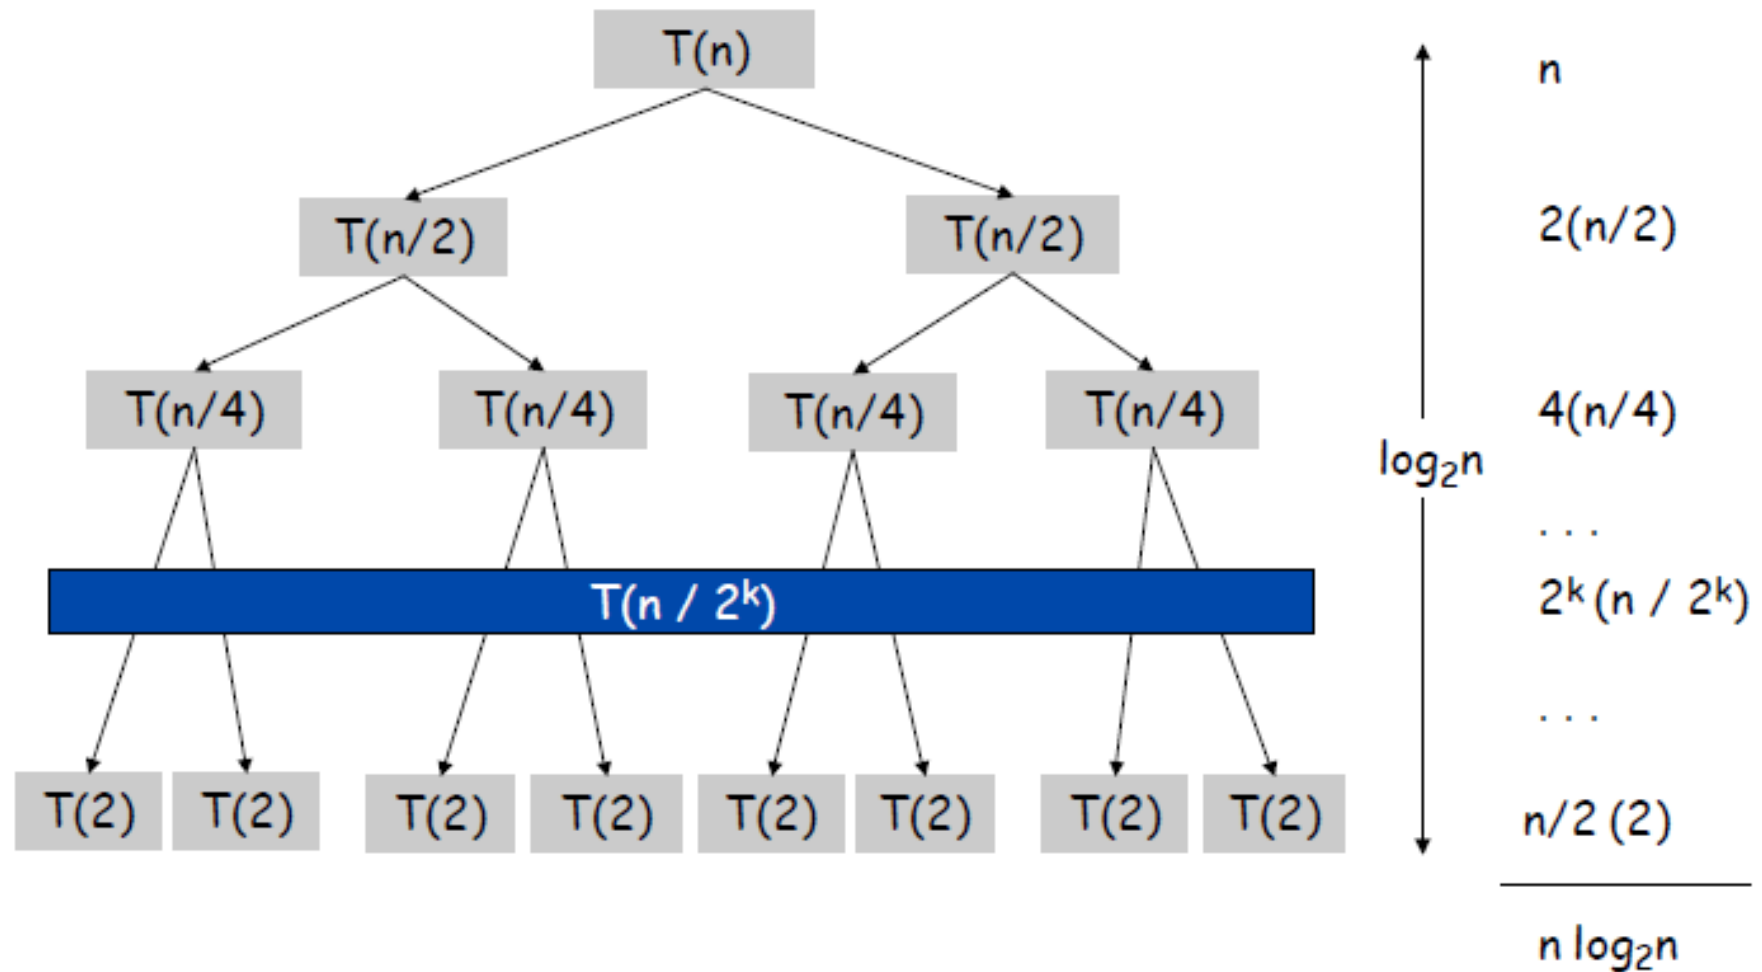 T(n)
n
T(n/2) T(n/2)
2(n/2)
T(n/4) T(n/4) T(n/4) T(n/4)
4(n/4)
log₂n
. . .
T(n / 2ᵏ)
2ᵏ (n / 2ᵏ)
. . .
T(2) T(2) T(2) T(2) T(2) T(2) T(2) T(2)
n/2 (2)
n log₂n